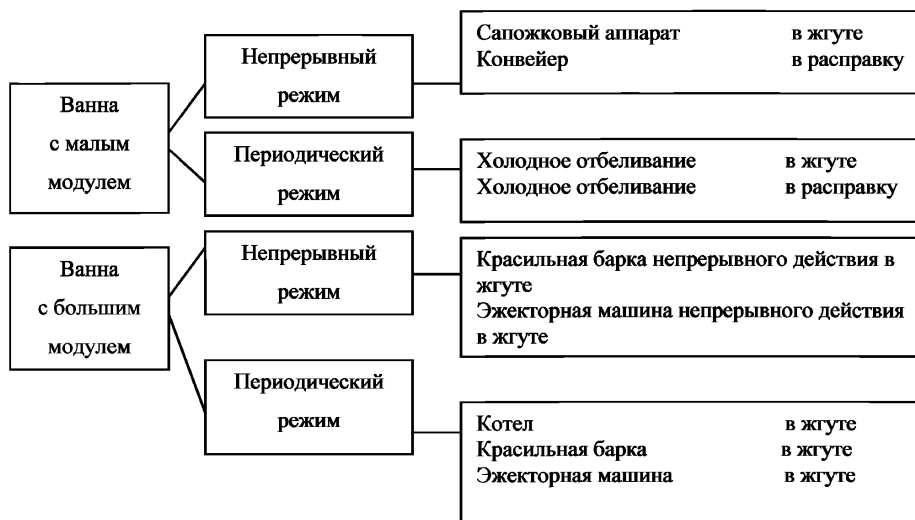 Ванна
с малым
модулем
Непрерывный
режим
Сапожковый аппарат в жгуте
Конвейер в расправку
Периодический
режим
Холодное отбеливание в жгуте
Холодное отбеливание в расправку
Ванна
с большим
модулем
Непрерывный
режим
Красильная барка непрерывного действия в
жгуте
Эжекторная машина непрерывного действия
в жгуте
Периодический
режим
Котел в жгуте
Красильная барка в жгуте
Эжекторная машина в жгуте